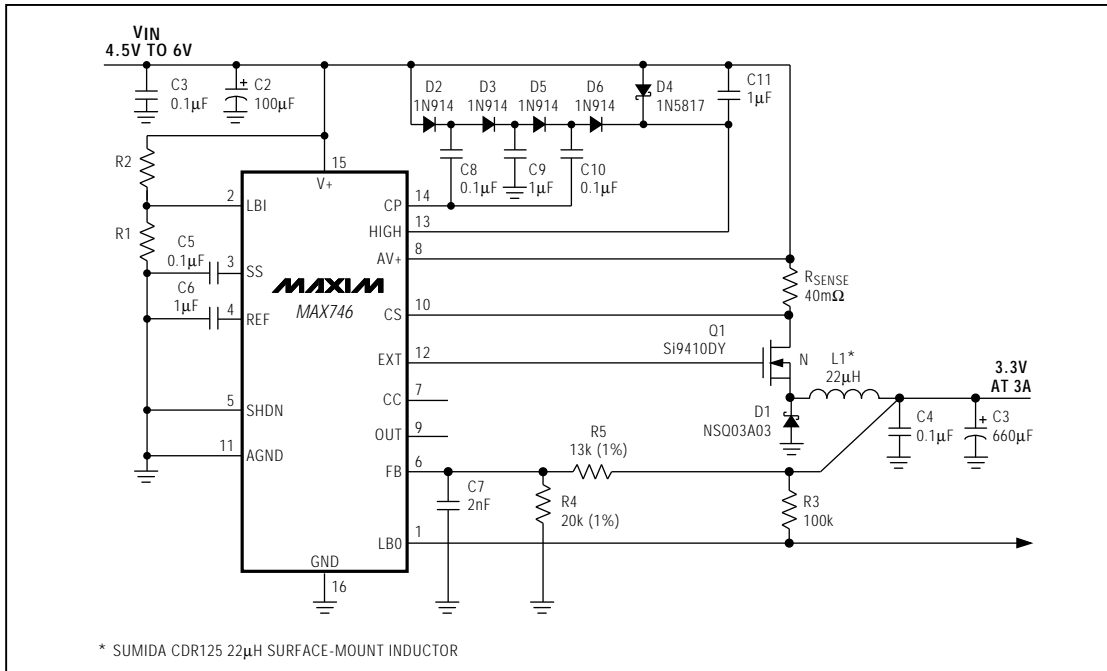 VIN
4.5V TO 6V
C3
0.1µF
C2
100µF
+
D2
1N914
D3
1N914
D5
1N914
D6
1N914
D4
1N5817
C11
1µF
R2
R1
C8
0.1µF
C9
1µF
C10
0.1µF
15
V+
2
LBI
C5
0.1µF
3
SS
C6
1µF
4
REF
5
SHDN
11
AGND
MAXIM
MAX746
CP
14
HIGH
13
AV+
8
CS
10
EXT
12
CC
7
OUT
9
FB
6
LB0
1
GND
16
RSENSE
40mΩ
Q1
Si9410DY
N
L1*
22µH
3.3V
AT 3A
D1
NSQ03A03
C4
0.1µF
+
C3
660µF
R5
13k (1%)
C7
2nF
R4
20k (1%)
R3
100k
* SUMIDA CDR125 22µH SURFACE-MOUNT INDUCTOR